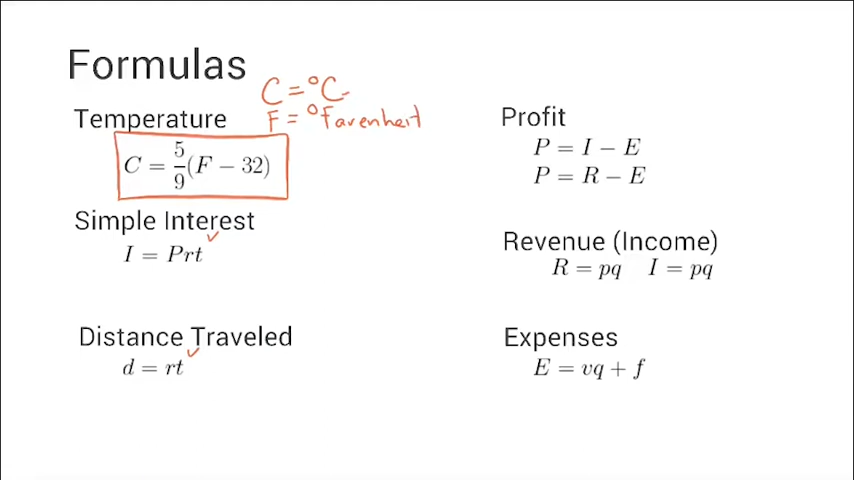 Formulas
C = °C
Temperature
F = °Farenheit
C = 5/9(F − 32)
Simple Interest
I = Prt
Distance Traveled
d = rt
Profit
P = I − E
P = R − E
Revenue (Income)
R = pq I = pq
Expenses
E = vq + f